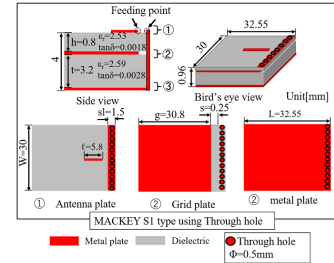 Feeding point
εr=2.53
tanδ=0.0018
h=0.8
εr=2.59
tanδ=0.0028
t=3.2
4
①
②
③
32.55
30
0.96
Side view
Bird's eye view
Unit[mm]
sl=1.5
ℓ=5.8
W=30
g=30.8
s=0.25
L=32.55
① Antenna plate
② Grid plate
② metal plate
MACKEY S1 type using Through hole
Metal plate
Dielectric
Through hole
Φ=0.5mm